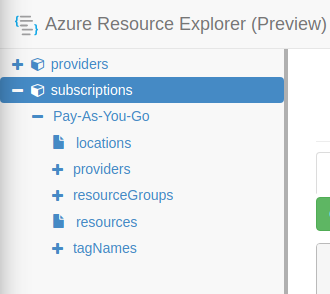 Azure Resource Explorer (Preview)
providers
subscriptions
Pay-As-You-Go
locations
providers
resourceGroups
resources
tagNames